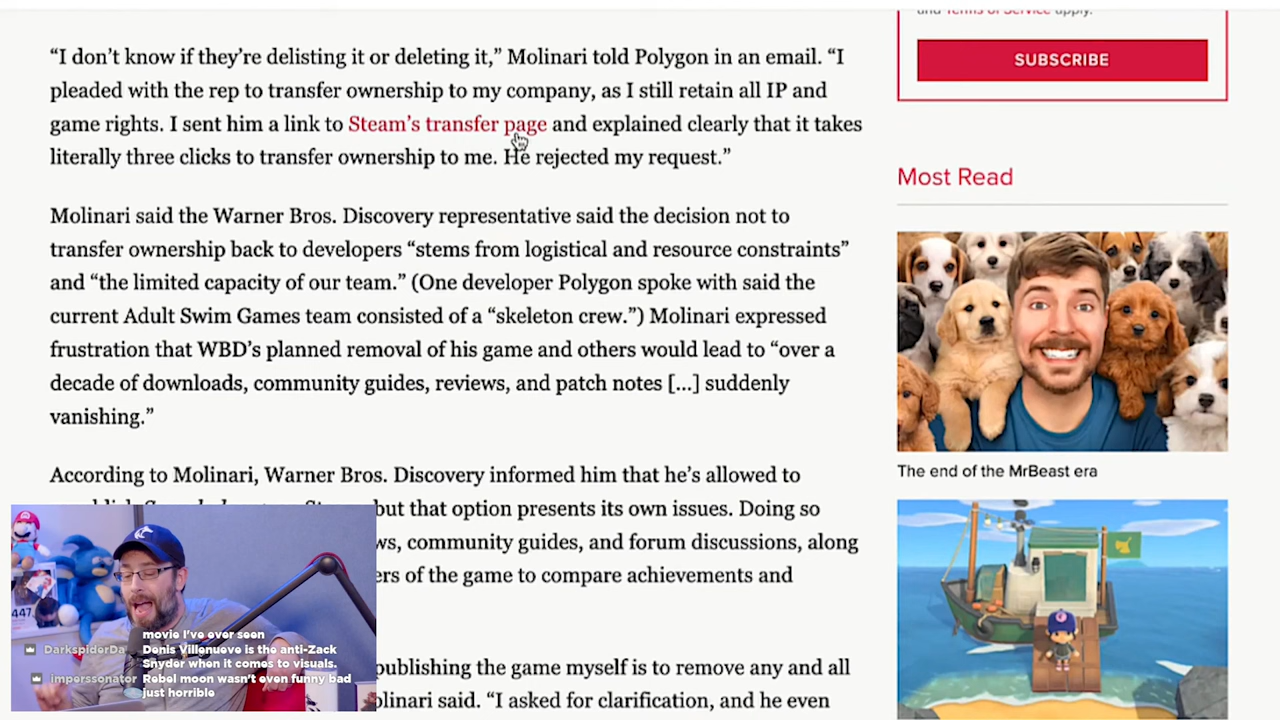 and Terms of Service apply.
SUBSCRIBE
“I don’t know if they’re delisting it or deleting it,” Molinari told Polygon in an email. “I
pleaded with the rep to transfer ownership to my company, as I still retain all IP and
game rights. I sent him a link to Steam’s transfer page and explained clearly that it takes
literally three clicks to transfer ownership to me. He rejected my request.”
Molinari said the Warner Bros. Discovery representative said the decision not to
transfer ownership back to developers “stems from logistical and resource constraints”
and “the limited capacity of our team.” (One developer Polygon spoke with said the
current Adult Swim Games team consisted of a “skeleton crew.”) Molinari expressed
frustration that WBD’s planned removal of his game and others would lead to “over a
decade of downloads, community guides, reviews, and patch notes [...] suddenly
vanishing.”
According to Molinari, Warner Bros. Discovery informed him that he’s allowed to
but that option presents its own issues. Doing so
ws, community guides, and forum discussions, along
ers of the game to compare achievements and
publishing the game myself is to remove any and all
olinari said. “I asked for clarification, and he even
Most Read
The end of the MrBeast era
447
movie I've ever seen
DarkspiderDa Denis Villenueve is the anti-Zack
Snyder when it comes to visuals.
imperssonator Rebel moon wasn't even funny bad
just horrible